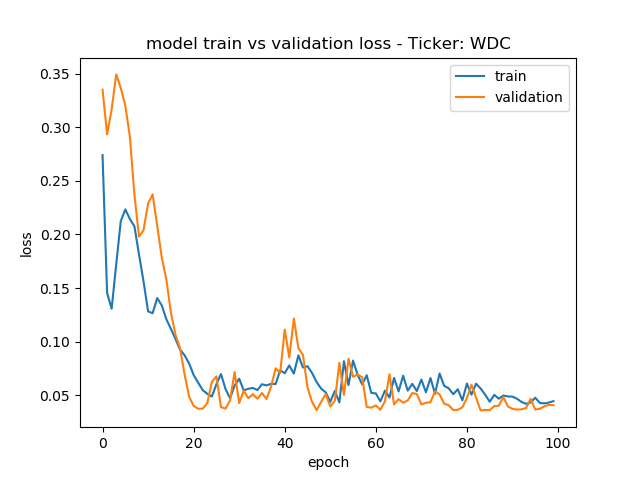 model train vs validation loss - Ticker: WDC
train
validation
0.35
0.30
0.25
0.20
0.15
0.10
0.05
loss
0
20
40
60
80
100
epoch